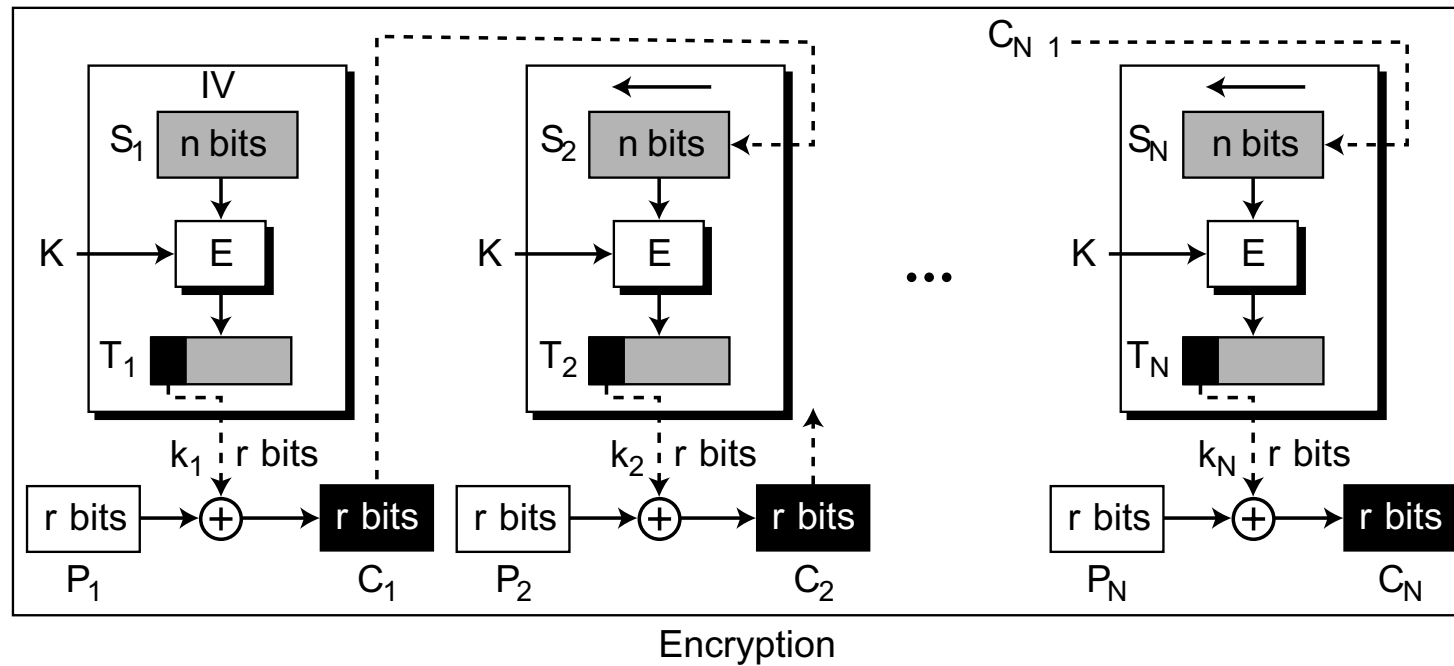 C_N 1
IV
S_1 n bits
S_2 n bits
S_N n bits
K E
K E
K E
T_1
T_2
...
T_N
k_1 r bits
k_2 r bits
k_N r bits
r bits + r bits
r bits + r bits
r bits + r bits
P_1 C_1
P_2 C_2
P_N C_N
Encryption